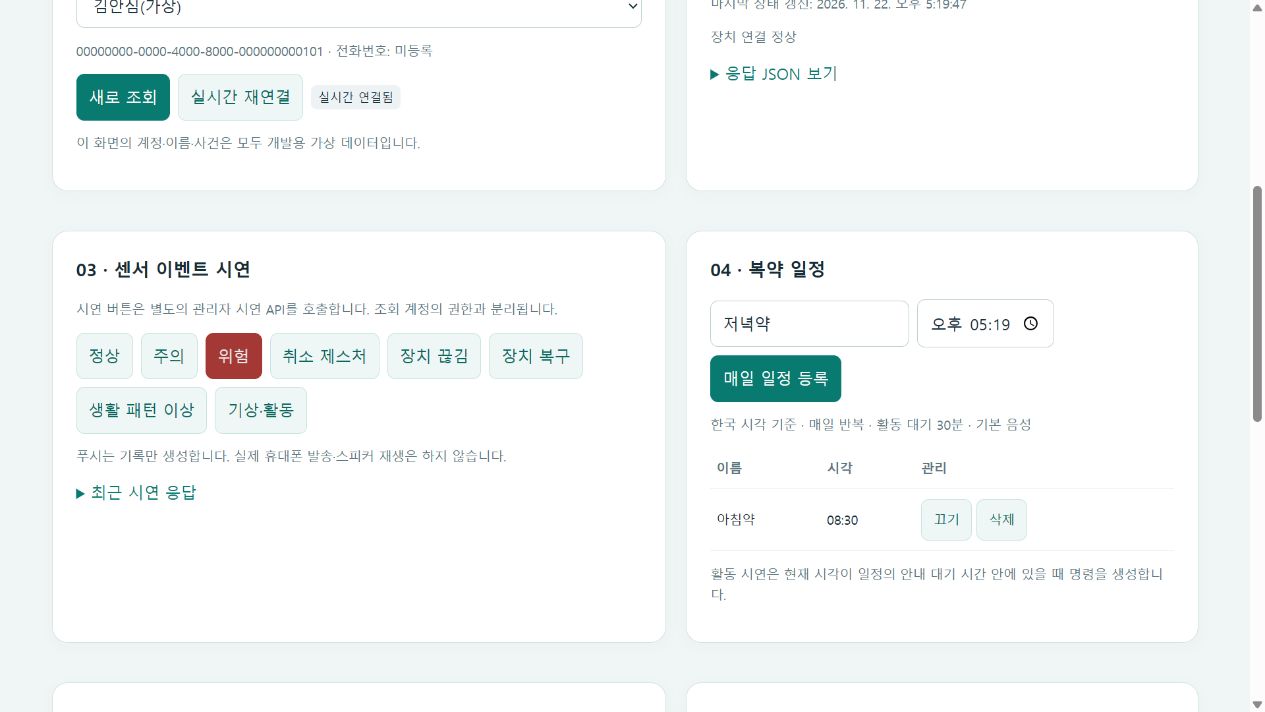 김안심(가상)
00000000-0000-4000-8000-000000000101 · 전화번호: 미등록
새로 조회
실시간 재연결
실시간 연결됨
이 화면의 계정·이름·사건은 모두 개발용 가상 데이터입니다.
마지막 상태 갱신: 2026. 11. 22. 오후 5:19:47
장치 연결 정상
▶ 응답 JSON 보기
03 · 센서 이벤트 시연
시연 버튼은 별도의 관리자 시연 API를 호출합니다. 조회 계정의 권한과 분리됩니다.
정상
주의
위험
취소 제스처
장치 끊김
장치 복구
생활 패턴 이상
기상·활동
푸시는 기록만 생성합니다. 실제 휴대폰 발송·스피커 재생은 하지 않습니다.
▶ 최근 시연 응답
04 · 복약 일정
저녁약
오후 05:19
매일 일정 등록
한국 시각 기준 · 매일 반복 · 활동 대기 30분 · 기본 음성
이름 시각 관리
아침약 08:30 끄기 삭제
활동 시연은 현재 시각이 일정의 안내 대기 시간 안에 있을 때 명령을 생성합니
다.